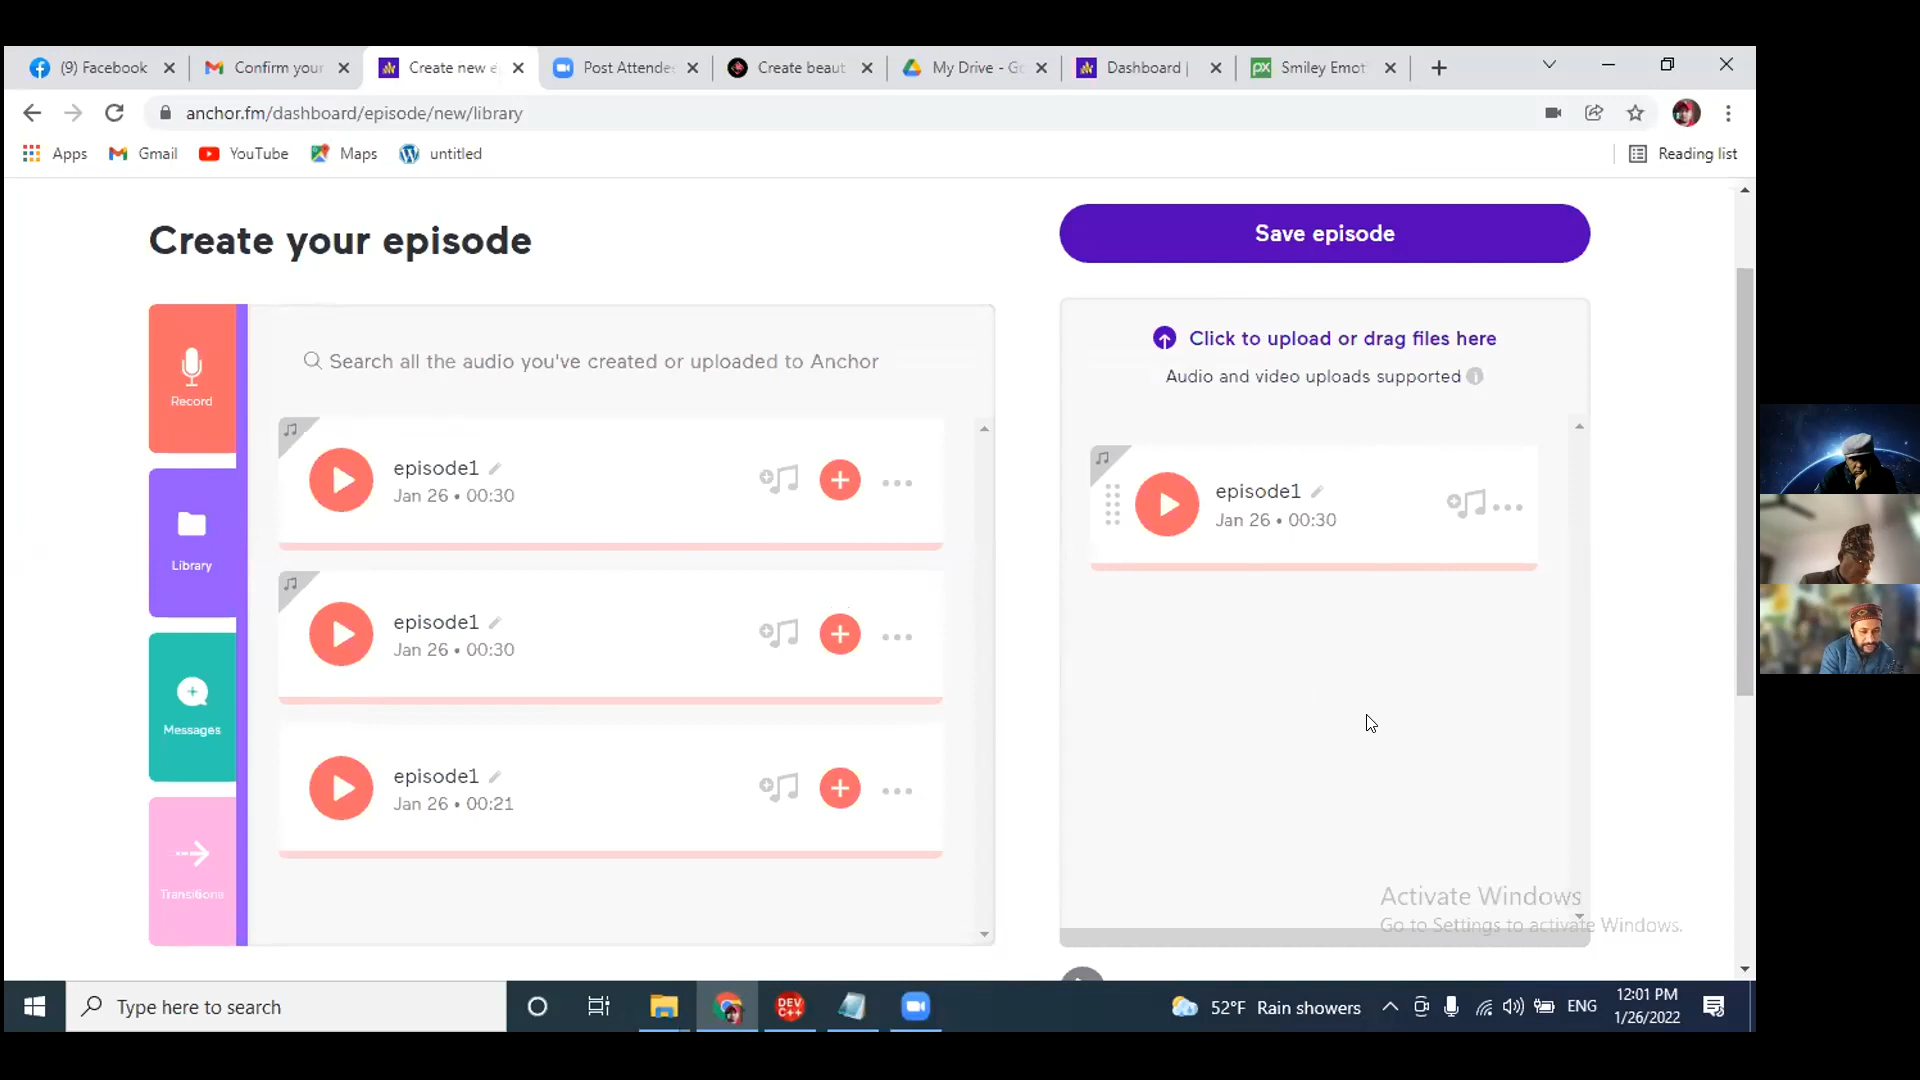 (9) Facebook
Confirm your
Create new e
Post Attende
Create beaut
My Drive - Go
Dashboard |
Smiley Emot
anchor.fm/dashboard/episode/new/library
Apps
Gmail
YouTube
Maps
untitled
Reading list
Create your episode
Save episode
Record
Library
Messages
Transitions
Search all the audio you've created or uploaded to Anchor
episode1
Jan 26 • 00:30
episode1
Jan 26 • 00:30
episode1
Jan 26 • 00:21
Click to upload or drag files here
Audio and video uploads supported
episode1
Jan 26 • 00:30
Activate Windows
Go to Settings to activate Windows.
Type here to search
DEV
C++
52°F Rain showers
ENG
12:01 PM
1/26/2022